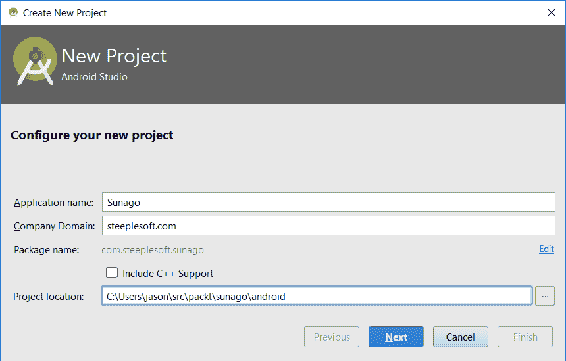 Create New Project
New Project
Android Studio
Configure your new project
Application name: Sunago
Company Domain: steeplesoft.com
Package name: com.steeplesoft.sunago Edit
Include C++ Support
Project location: C:\Users\jason\src\packt\sunago\android ...
Previous Next Cancel Finish